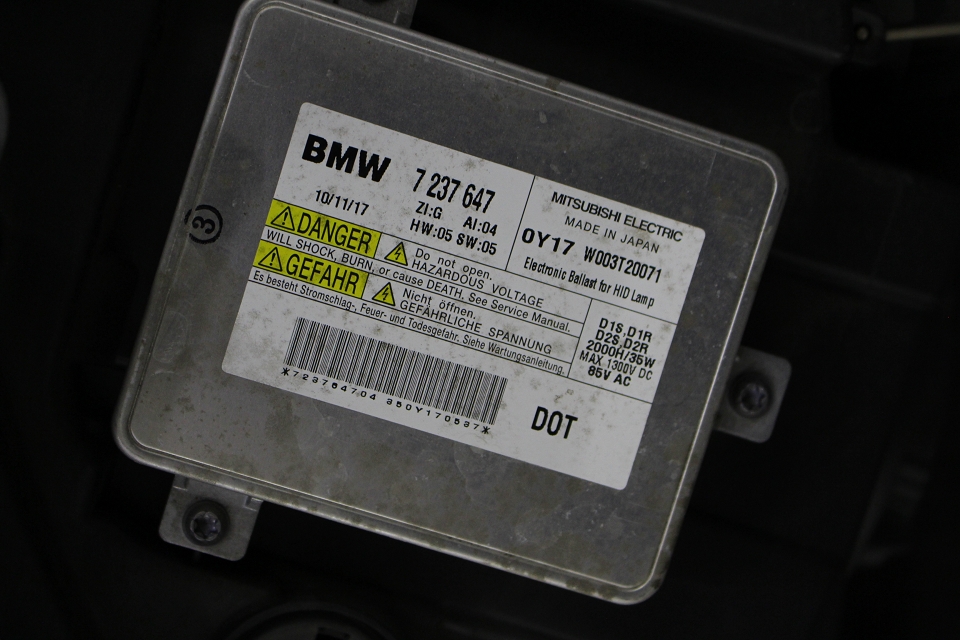 BMW 7 237 647
10/11/17 ZI:G AI:04
HW:05 SW:05
MITSUBISHI ELECTRIC
MADE IN JAPAN
0Y17 W003T20071
Electronic Ballast for HID Lamp
DANGER Do not open.
HAZARDOUS VOLTAGE
WILL SHOCK, BURN, or cause DEATH. See Service Manual.
GEFAHR Nicht öffnen.
GEFÄHRLICHE SPANNUNG
Es besteht Stromschlag-, Feuer- und Todesgefahr. Siehe Wartungsanleitung.
D1S,D1R
D2S,D2R
2000H/35W
MAX 1300V DC
85V AC
*723764704 350Y170537*
DOT
3